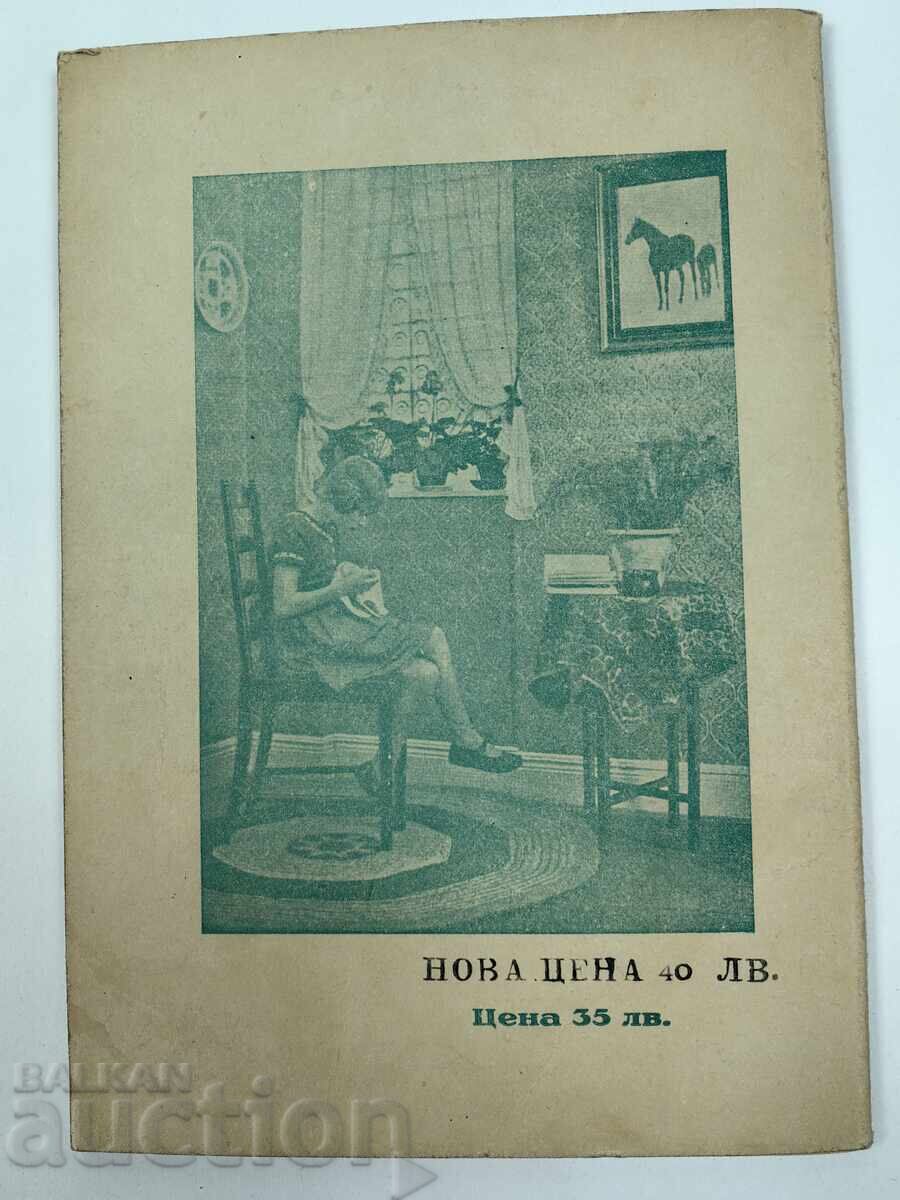 НОВА ЦЕНА 40 ЛВ.
Цена 35 лв.
BALKAN
auction